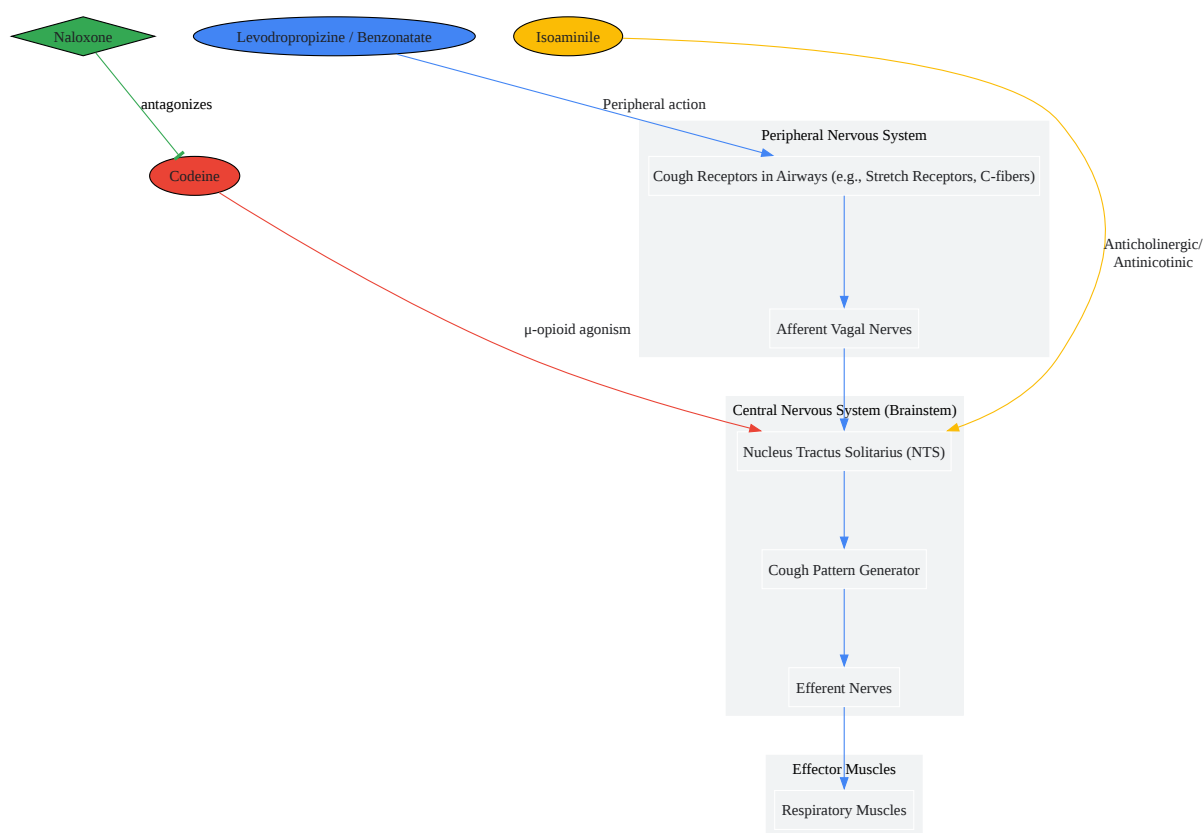 Naloxone
Levodropropizine / Benzonatate
Isoaminile
antagonizes
Peripheral action
Peripheral Nervous System
Codeine
Cough Receptors in Airways (e.g., Stretch Receptors, C-fibers)
Anticholinergic/
Antinicotinic
μ-opioid agonism
Afferent Vagal Nerves
Central Nervous System (Brainstem)
Nucleus Tractus Solitarius (NTS)
Cough Pattern Generator
Efferent Nerves
Effector Muscles
Respiratory Muscles